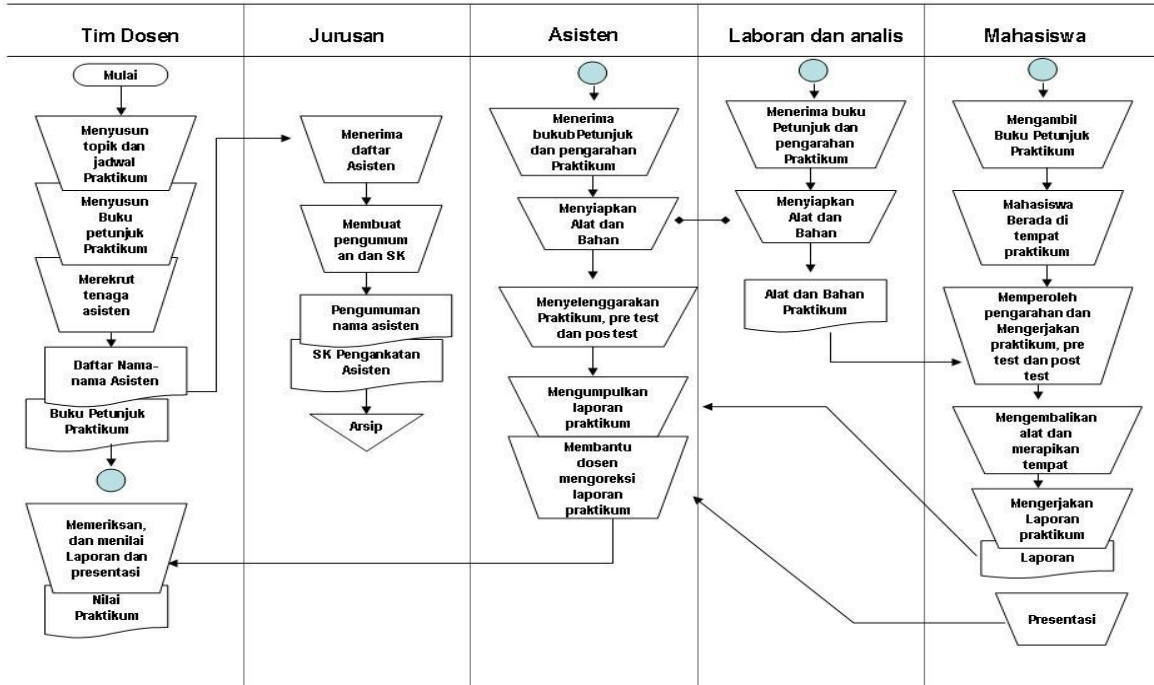 Tim Dosen
Jurusan
Asisten
Laboran dan analis
Mahasiswa
Mulai
Menyusun
topik dan
jadwal
Praktikum
Menyusun
Buku
petunjuk
Praktikum
Merekrut
tenaga
asisten
Daftar Nama-
nama Asisten
Buku Petunjuk
Praktikum
Memeriksan,
dan menilai
Laporan dan
presentasi
Nilai
Praktikum
Menerima
daftar
Asisten
Membuat
pengumum
an dan SK
Pengumuman
nama asisten
SK Pengankatan
Asisten
Arsip
Menerima
bukubPetunjuk
dan pengarahan
Praktikum
Menyiapkan
Alat dan
Bahan
Menyelenggarakan
Praktikum, pre test
dan pos test
Mengumpulkan
laporan
praktikum
Membantu
dosen
mengoreksi
laporan
praktikum
Menerima buku
Petunjuk dan
pengarahan
Praktikum
Menyiapkan
Alat dan
Bahan
Alat dan Bahan
Praktikum
Mengambil
Buku Petunjuk
Praktikum
Mahasiswa
Berada di
tempat
praktikum
Memperoleh
pengarahan dan
Mengerjakan
praktikum, pre
test dan post
test
Mengembalikan
alat dan
merapikan
tempat
Mengerjakan
Laporan
praktikum
Laporan
Presentasi